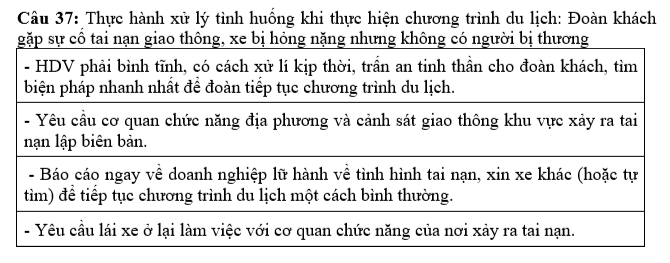 Câu 37: Thực hành xử lý tình huống khi thực hiện chương trình du lịch: Đoàn khách
gặp sự cố tai nạn giao thông, xe bị hỏng nặng nhưng không có người bị thương
- HDV phải bình tĩnh, có cách xử lí kịp thời, trấn an tinh thần cho đoàn khách, tìm
biện pháp nhanh nhất để đoàn tiếp tục chương trình du lịch.
- Yêu cầu cơ quan chức năng địa phương và cảnh sát giao thông khu vực xảy ra tai
nạn lập biên bản.
- Báo cáo ngay về doanh nghiệp lữ hành về tình hình tai nạn, xin xe khác (hoặc tự
tìm) để tiếp tục chương trình du lịch một cách bình thường.
- Yêu cầu lái xe ở lại làm việc với cơ quan chức năng của nơi xảy ra tai nạn.